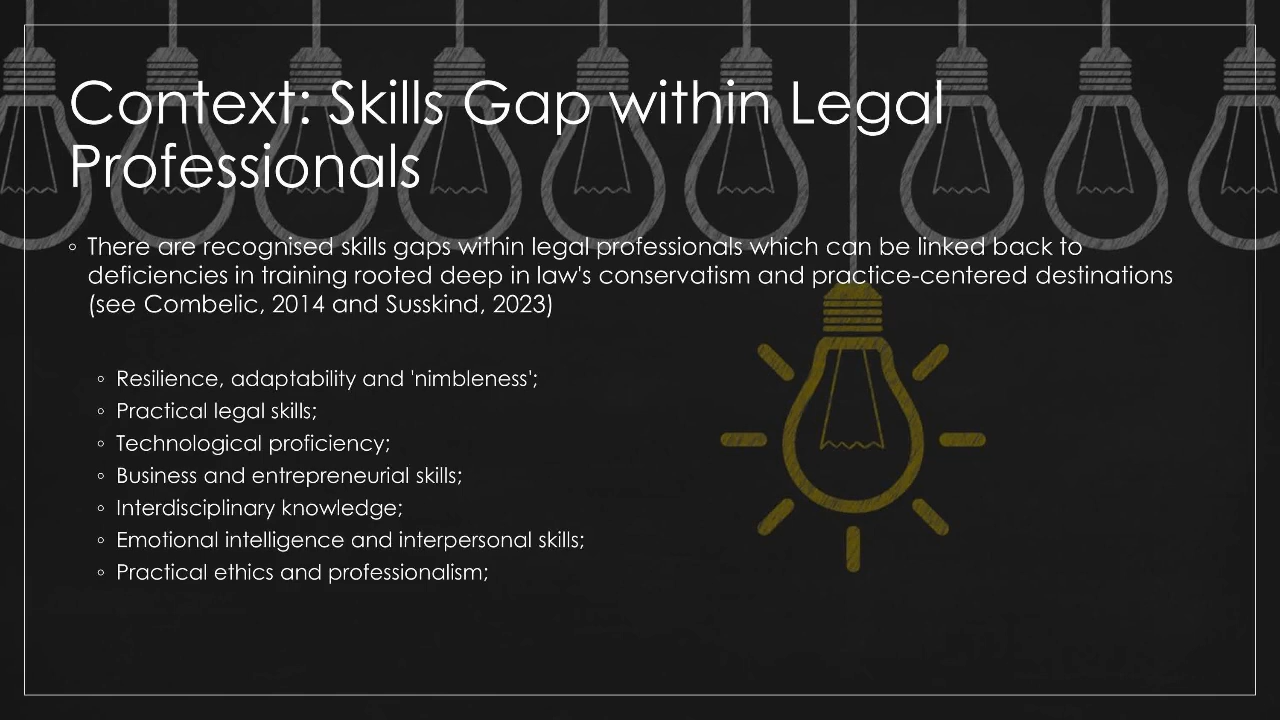 Context: Skills Gap within Legal
Professionals
◦ There are recognised skills gaps within legal professionals which can be linked back to
deficiencies in training rooted deep in law's conservatism and practice-centered destinations
(see Combelic, 2014 and Susskind, 2023)
◦ Resilience, adaptability and 'nimbleness';
◦ Practical legal skills;
◦ Technological proficiency;
◦ Business and entrepreneurial skills;
◦ Interdisciplinary knowledge;
◦ Emotional intelligence and interpersonal skills;
◦ Practical ethics and professionalism;